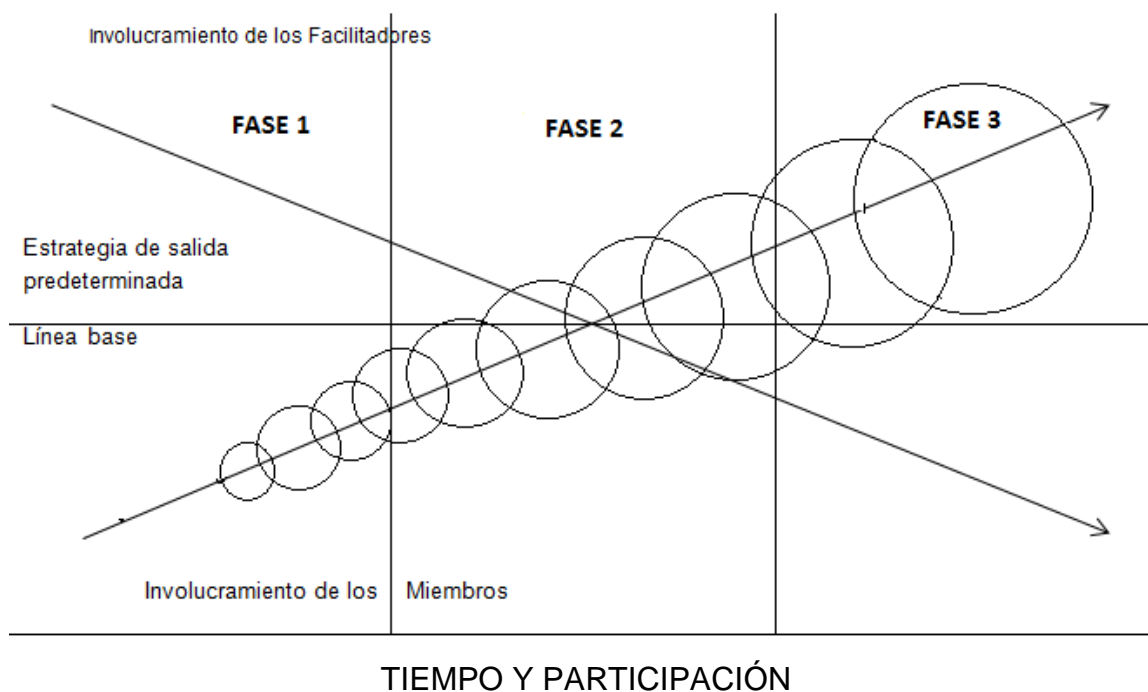 Involucramiento de los Facilitadores
FASE 1
FASE 2
FASE 3
Estrategia de salida
predeterminada
Línea base
Involucramiento de los Miembros
TIEMPO Y PARTICIPACIÓN